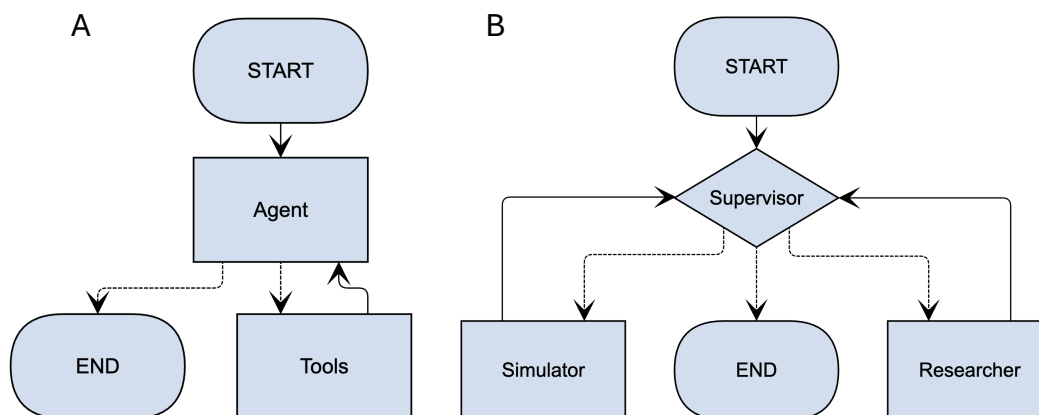 A
START
Agent
END
Tools
B
START
Supervisor
Simulator
END
Researcher